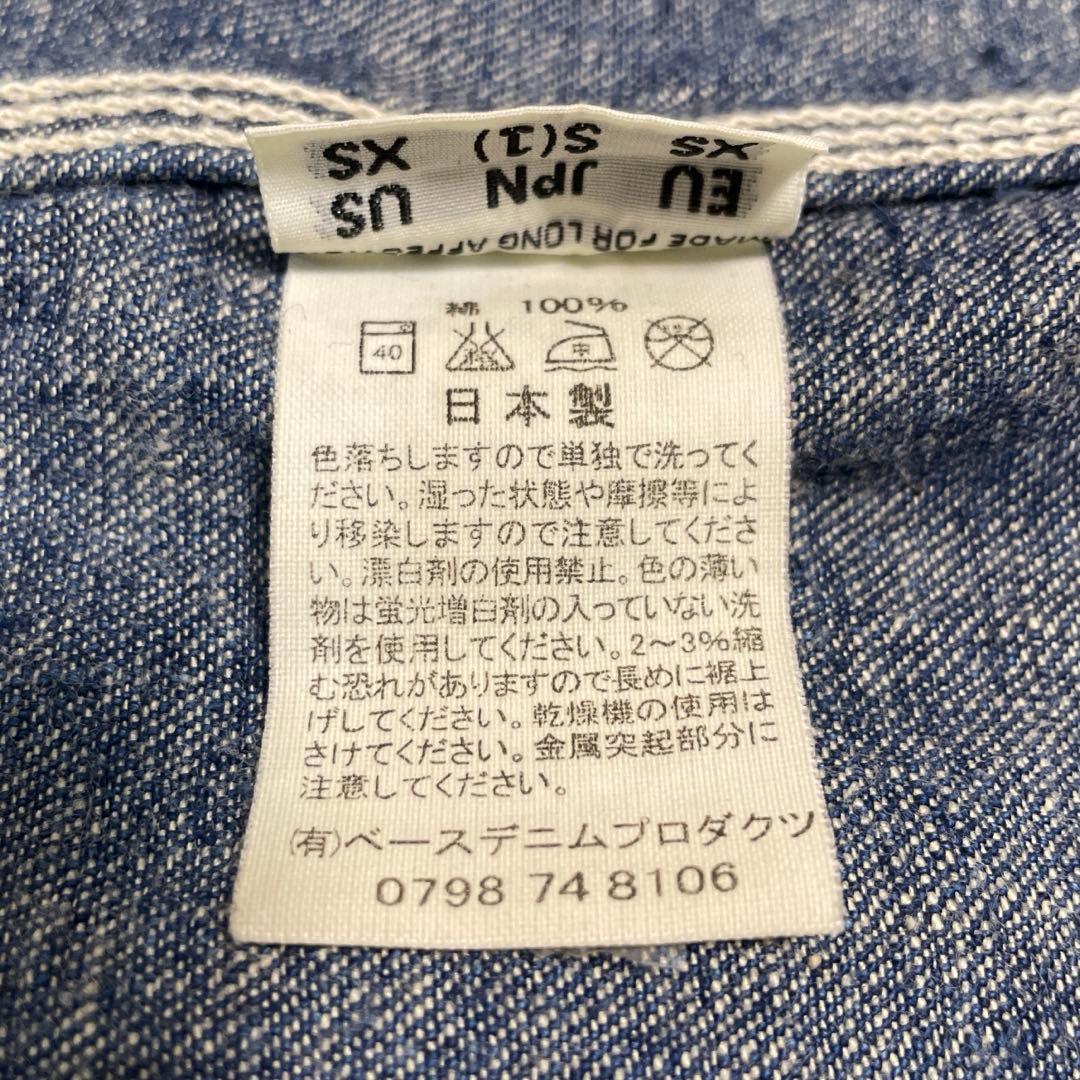 MADE FOR LONG
US JPN EU
XS S(1) XS
綿 100%
40 中
日本製
色落ちしますので単独で洗ってく
ださい。湿った状態や摩擦等によ
り移染しますので注意してくださ
い。漂白剤の使用禁止。色の薄い
物は蛍光増白剤の入っていない洗
剤を使用してください。2～3%縮
む恐れがありますので長めに裾上
げしてください。乾燥機の使用は
さけてください。金属突起部分に
注意してください。
(有)ベースデニムプロダクツ
0798 74 8106